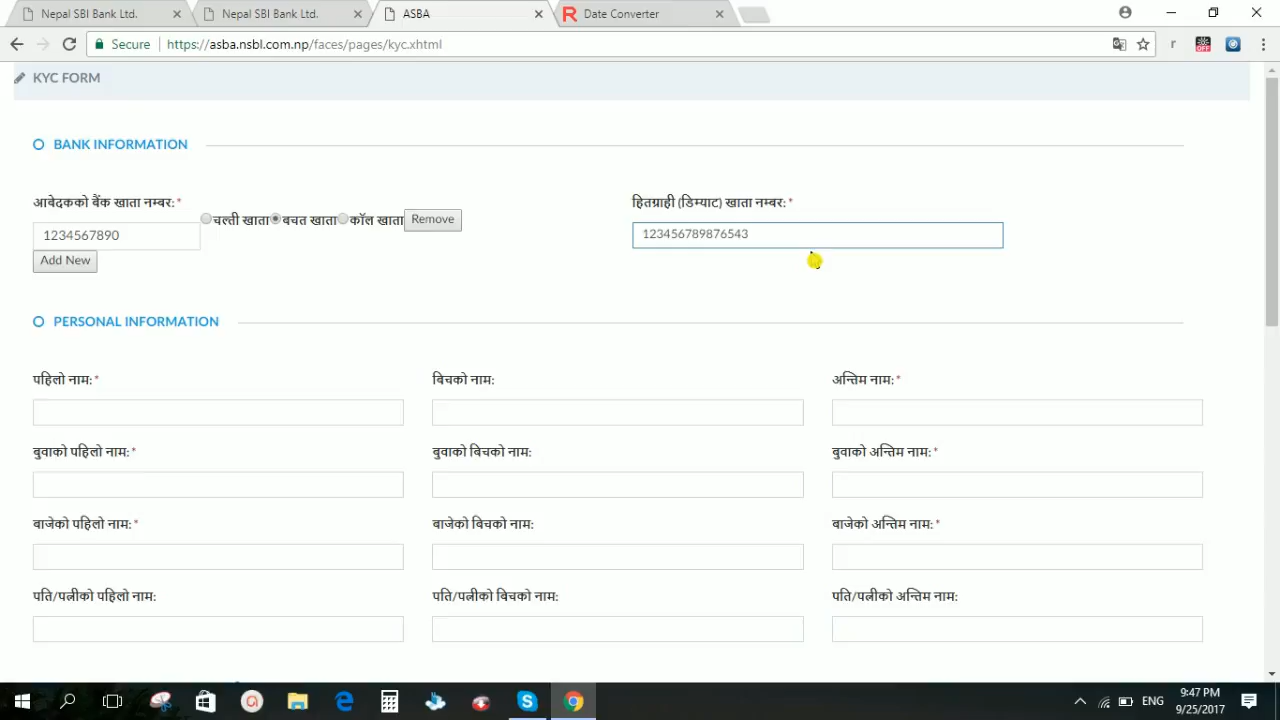 Nepal SBI Bank Ltd.
Nepal SBI Bank Ltd.
ASBA
Date Converter
Secure
https://asba.nsbl.com.np/faces/pages/kyc.xhtml
r
OFF
KYC FORM
BANK INFORMATION
आवेदकको बैंक खाता नम्बर: *
हितग्राही (डिम्याट) खाता नम्बर: *
1234567890
चल्ती खाता
बचत खाता
कॉल खाता
Remove
123456789876543
Add New
PERSONAL INFORMATION
पहिलो नाम: *
बिचको नाम:
अन्तिम नाम: *
बुवाको पहिलो नाम: *
बुवाको बिचको नाम:
बुवाको अन्तिम नाम: *
बाजेको पहिलो नाम: *
बाजेको बिचको नाम:
बाजेको अन्तिम नाम: *
पति/पत्नीको पहिलो नाम:
पति/पत्नीको बिचको नाम:
पति/पत्नीको अन्तिम नाम:
ENG
9:47 PM
9/25/2017